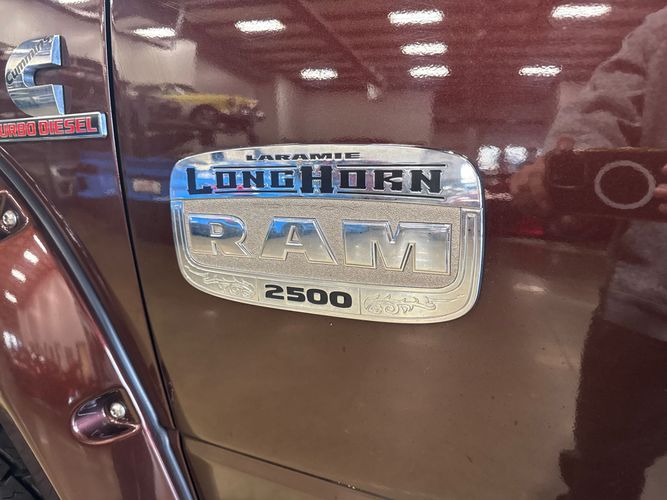 Cummins
TURBO DIESEL
LARAMIE
LONGHORN
RAM
2500